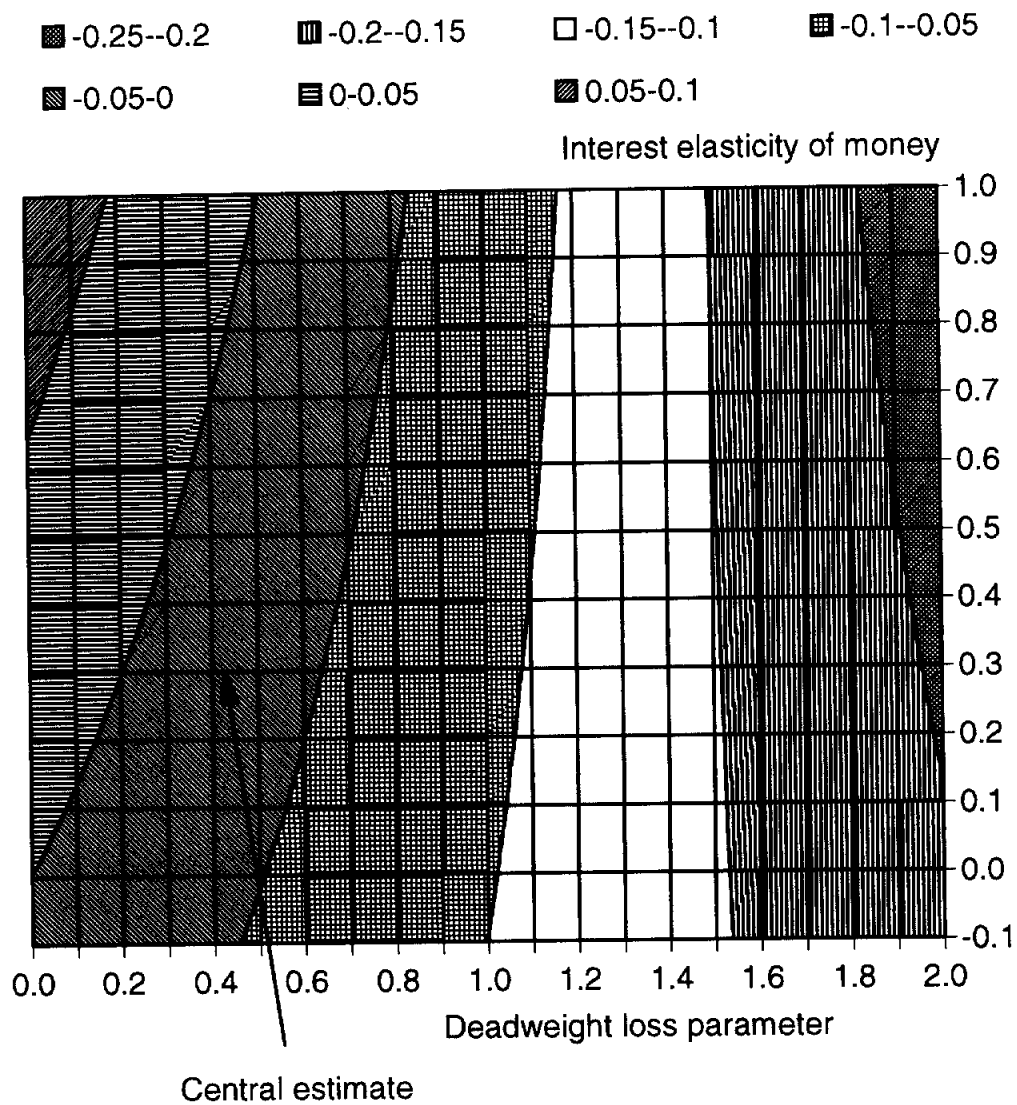 -0.25--0.2 -0.2--0.15 -0.15--0.1 -0.1--0.05
-0.05-0 0-0.05 0.05-0.1
Interest elasticity of money
1.0
0.9
0.8
0.7
0.6
0.5
0.4
0.3
0.2
0.1
0.0
-0.1
0.0 0.2 0.4 0.6 0.8 1.0 1.2 1.4 1.6 1.8 2.0
Deadweight loss parameter
Central estimate